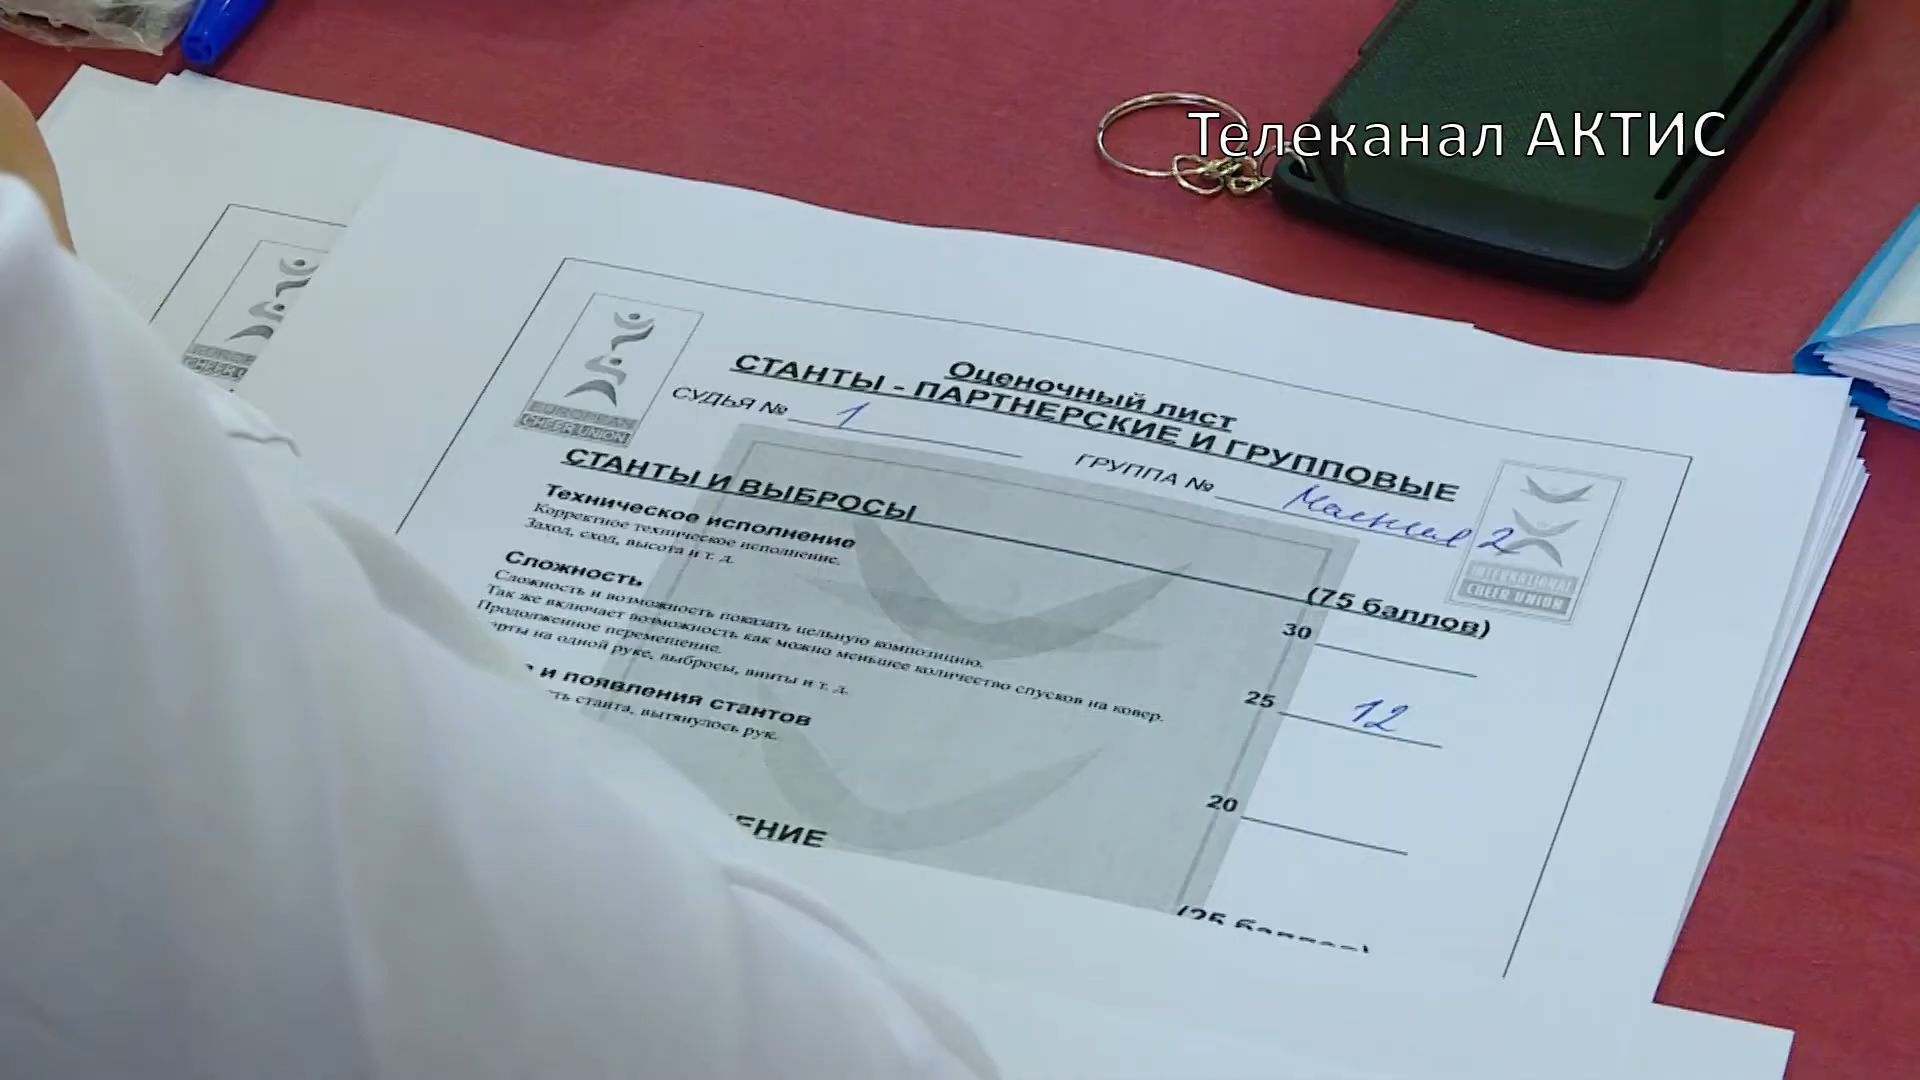 Телеканал АКТИС
Оценочный лист
СТАНТЫ - ПАРТНЕРСКИЕ И ГРУППОВЫЕ
СУДЬЯ № 1
ГРУППА № 2
EUROPEAN
CHEER UNION
INTERNATIONAL
CHEER UNION
СТАНТЫ И ВЫБРОСЫ (75 баллов)
Техническое исполнение 30
Корректное техническое исполнение.
Заход, сход, высота и т. д.
Сложность 25 12
Сложность и возможность показать цельную композицию.
Так же включает возможность как можно меньшее количество спусков на ковер.
Продолженное перемещение.
на одной руке, выбросы, винты и т. д.
и появления стантов 20
станта, вытянулось рук.
CHEER